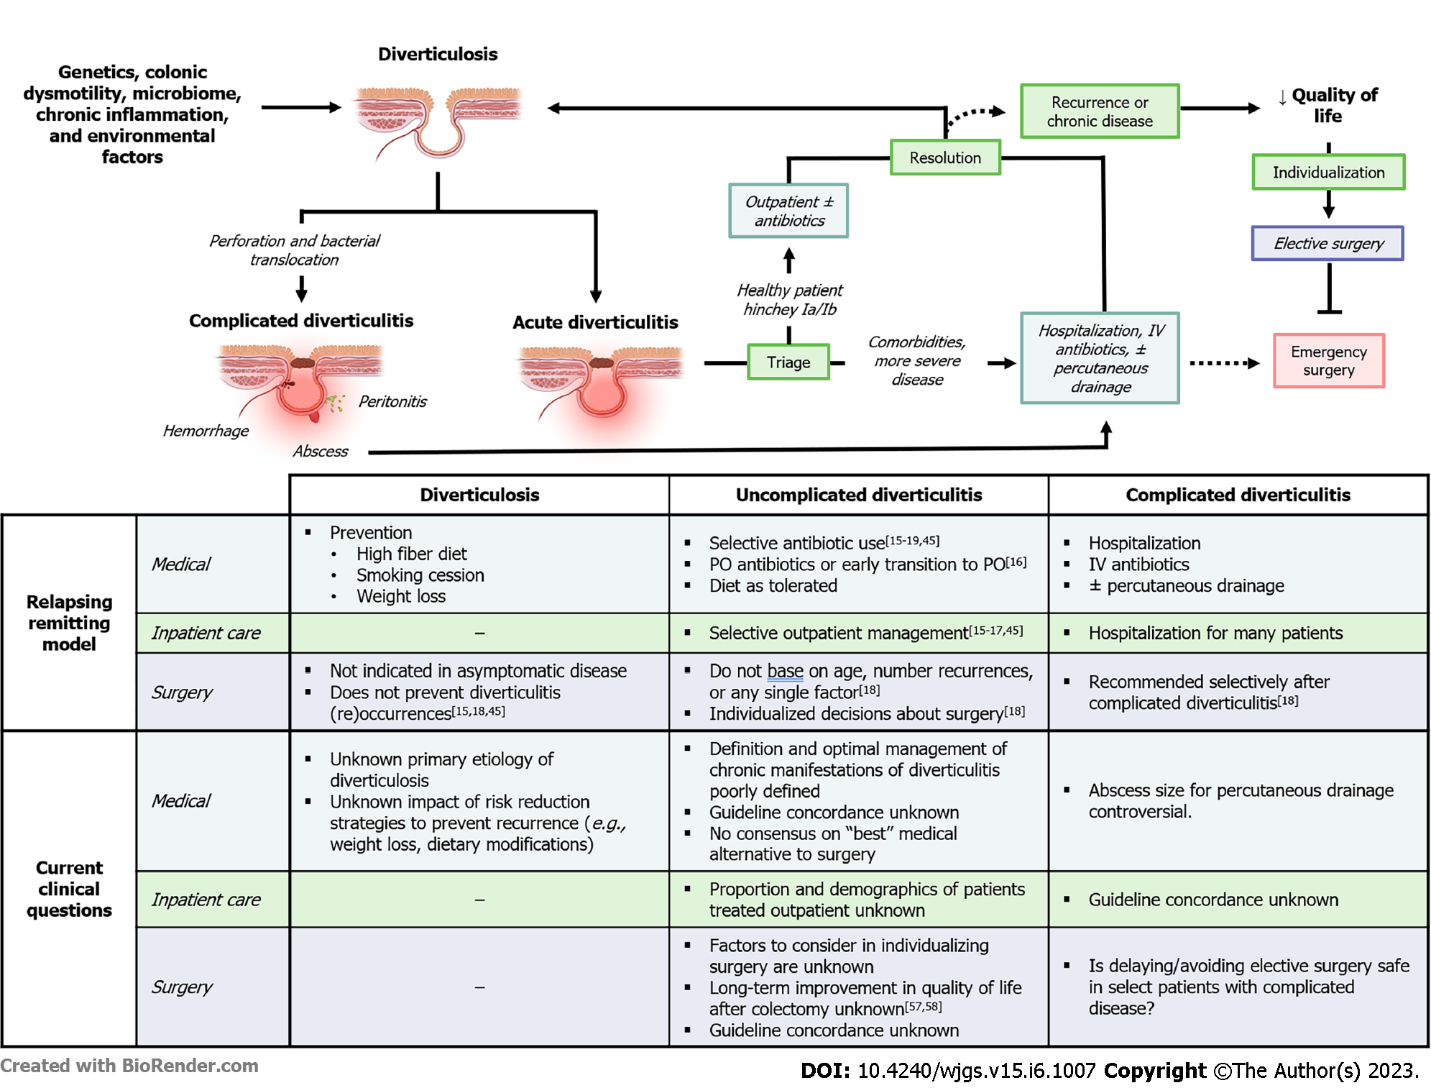 Diverticulosis
Genetics, colonic
dysmotility, microbiome,
chronic inflammation,
and environmental
factors
Recurrence or
chronic disease
↓ Quality of
life
Resolution
Individualization
Outpatient ±
antibiotics
Elective surgery
Perforation and bacterial
translocation
Healthy patient
hinchey Ia/Ib
Complicated diverticulitis
Acute diverticulitis
Triage
Comorbidities,
more severe
disease
Hospitalization, IV
antibiotics, ±
percutaneous
drainage
Emergency
surgery
Peritonitis
Hemorrhage
Abscess
Diverticulosis
Uncomplicated diverticulitis
Complicated diverticulitis
Relapsing
remitting
model
Medical
▪ Prevention
• High fiber diet
• Smoking cession
• Weight loss
▪ Selective antibiotic use[15-19,45]
▪ PO antibiotics or early transition to PO[16]
▪ Diet as tolerated
▪ Hospitalization
▪ IV antibiotics
▪ ± percutaneous drainage
Inpatient care
–
▪ Selective outpatient management[15-17,45]
▪ Hospitalization for many patients
Surgery
▪ Not indicated in asymptomatic disease
▪ Does not prevent diverticulitis
(re)occurrences[15,18,45]
▪ Do not base on age, number recurrences,
or any single factor[18]
▪ Individualized decisions about surgery[18]
▪ Recommended selectively after
complicated diverticulitis[18]
Current
clinical
questions
Medical
▪ Unknown primary etiology of
diverticulosis
▪ Unknown impact of risk reduction
strategies to prevent recurrence (e.g.,
weight loss, dietary modifications)
▪ Definition and optimal management of
chronic manifestations of diverticulitis
poorly defined
▪ Guideline concordance unknown
▪ No consensus on “best” medical
alternative to surgery
▪ Abscess size for percutaneous drainage
controversial.
Inpatient care
–
▪ Proportion and demographics of patients
treated outpatient unknown
▪ Guideline concordance unknown
Surgery
–
▪ Factors to consider in individualizing
surgery are unknown
▪ Long-term improvement in quality of life
after colectomy unknown[57,58]
▪ Guideline concordance unknown
▪ Is delaying/avoiding elective surgery safe
in select patients with complicated
disease?
Created with BioRender.com
DOI: 10.4240/wjgs.v15.i6.1007 Copyright ©The Author(s) 2023.